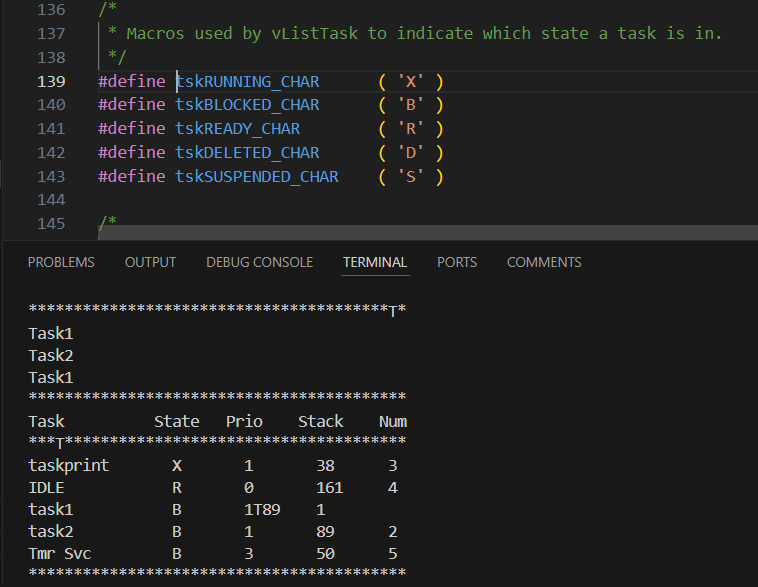 136 /*
137 * Macros used by vListTask to indicate which state a task is in.
138 */
139 #define tskRUNNING_CHAR ( 'X' )
140 #define tskBLOCKED_CHAR ( 'B' )
141 #define tskREADY_CHAR ( 'R' )
142 #define tskDELETED_CHAR ( 'D' )
143 #define tskSUSPENDED_CHAR ( 'S' )
144
145 /*
PROBLEMS OUTPUT DEBUG CONSOLE TERMINAL PORTS COMMENTS
****************************************T*
Task1
Task2
Task1
******************************************
Task State Prio Stack Num
***T**************************************
taskprint X 1 38 3
IDLE R 0 161 4
task1 B 1T89 1
task2 B 1 89 2
Tmr Svc B 3 50 5
******************************************